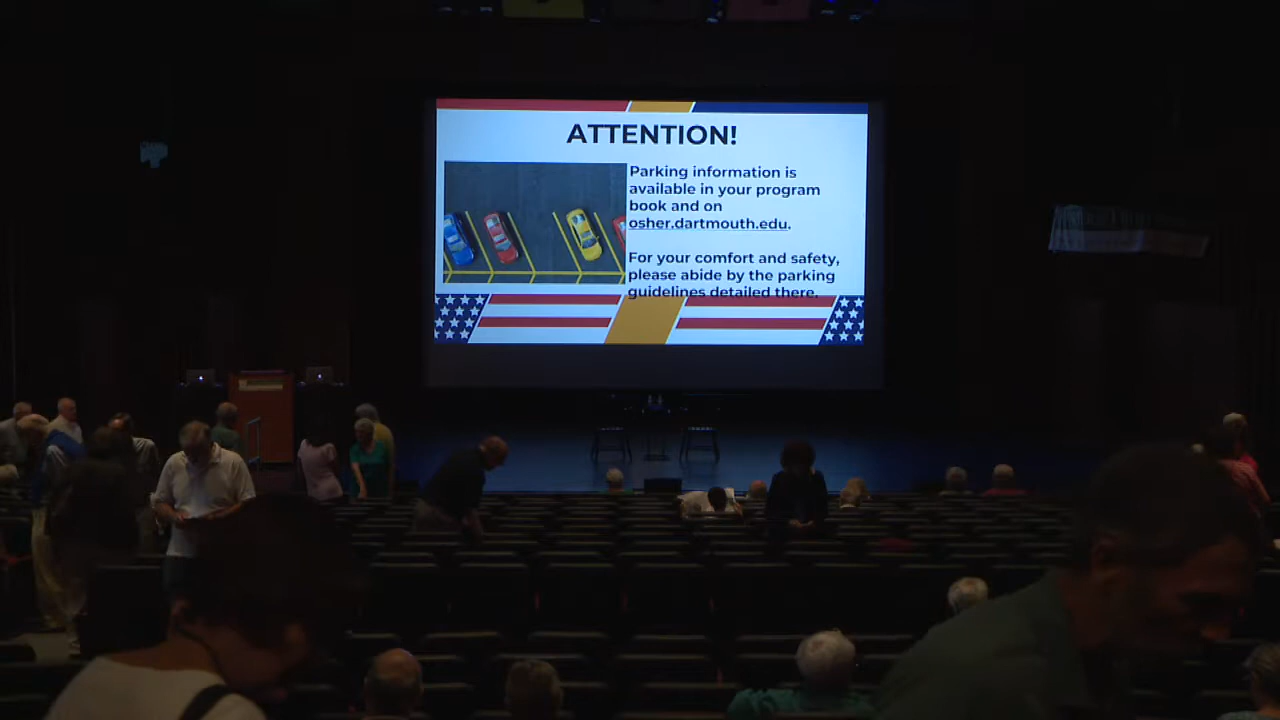 ATTENTION!
Parking information is
available in your program
book and on
osher.dartmouth.edu.
For your comfort and safety,
please abide by the parking
guidelines detailed there.